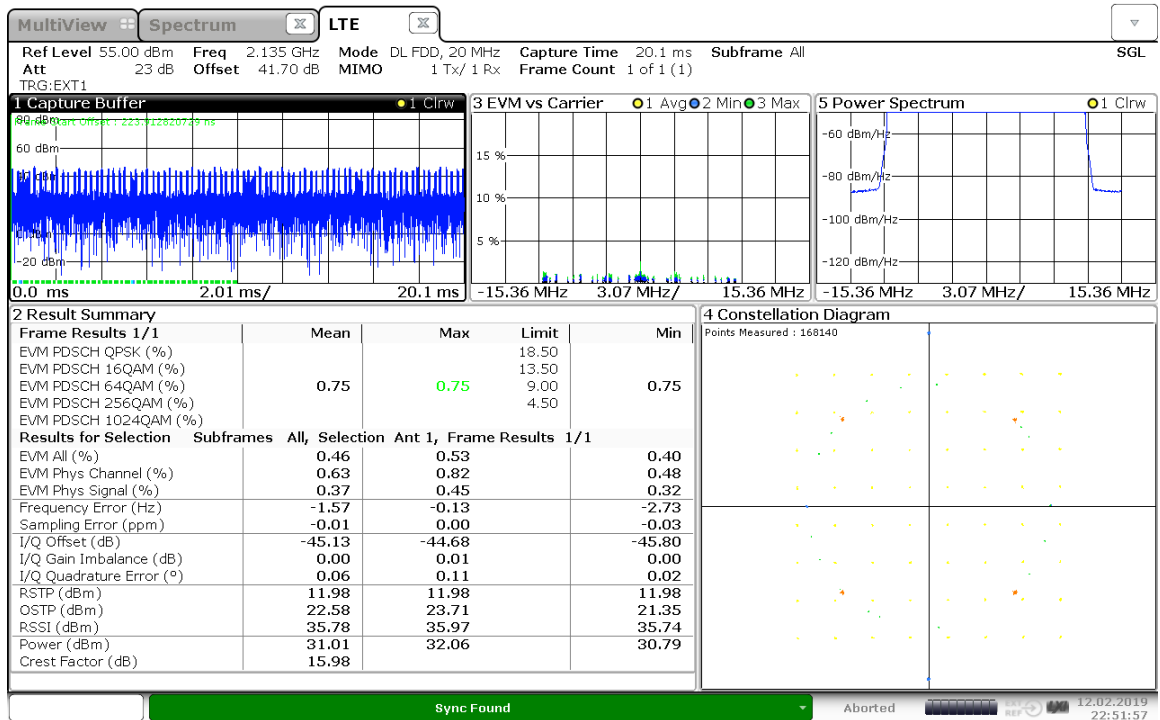 MultiView Spectrum LTE
Ref Level 55.00 dBm Freq 2.135 GHz Mode DL FDD, 20 MHz Capture Time 20.1 ms Subframe All SGL
Att 23 dB Offset 41.70 dB MIMO 1 Tx/ 1 Rx Frame Count 1 of 1 (1)
TRG:EXT1
1 Capture Buffer 1 Clrw
Frame Start Offset : 223.912820729 ns
80 dBm
60 dBm
-20 dBm
0.0 ms 2.01 ms/ 20.1 ms
3 EVM vs Carrier 1 Avg 2 Min 3 Max
15 %
10 %
5 %
-15.36 MHz 3.07 MHz/ 15.36 MHz
5 Power Spectrum 1 Clrw
-60 dBm/Hz
-80 dBm/Hz
-100 dBm/Hz
-120 dBm/Hz
-15.36 MHz 3.07 MHz/ 15.36 MHz
2 Result Summary
Frame Results 1/1 Mean Max Limit Min
EVM PDSCH QPSK (%) 18.50
EVM PDSCH 16QAM (%) 13.50
EVM PDSCH 64QAM (%) 0.75 0.75 9.00 0.75
EVM PDSCH 256QAM (%) 4.50
EVM PDSCH 1024QAM (%)
Results for Selection Subframes All, Selection Ant 1, Frame Results 1/1
EVM All (%) 0.46 0.53 0.40
EVM Phys Channel (%) 0.63 0.82 0.48
EVM Phys Signal (%) 0.37 0.45 0.32
Frequency Error (Hz) -1.57 -0.13 -2.73
Sampling Error (ppm) -0.01 0.00 -0.03
I/Q Offset (dB) -45.13 -44.68 -45.80
I/Q Gain Imbalance (dB) 0.00 0.01 0.00
I/Q Quadrature Error (°) 0.06 0.11 0.02
RSTP (dBm) 11.98 11.98 11.98
OSTP (dBm) 22.58 23.71 21.35
RSSI (dBm) 35.78 35.97 35.74
Power (dBm) 31.01 32.06 30.79
Crest Factor (dB) 15.98
4 Constellation Diagram
Points Measured : 168140
Sync Found
Aborted
EXT
REF
12.02.2019
22:51:57